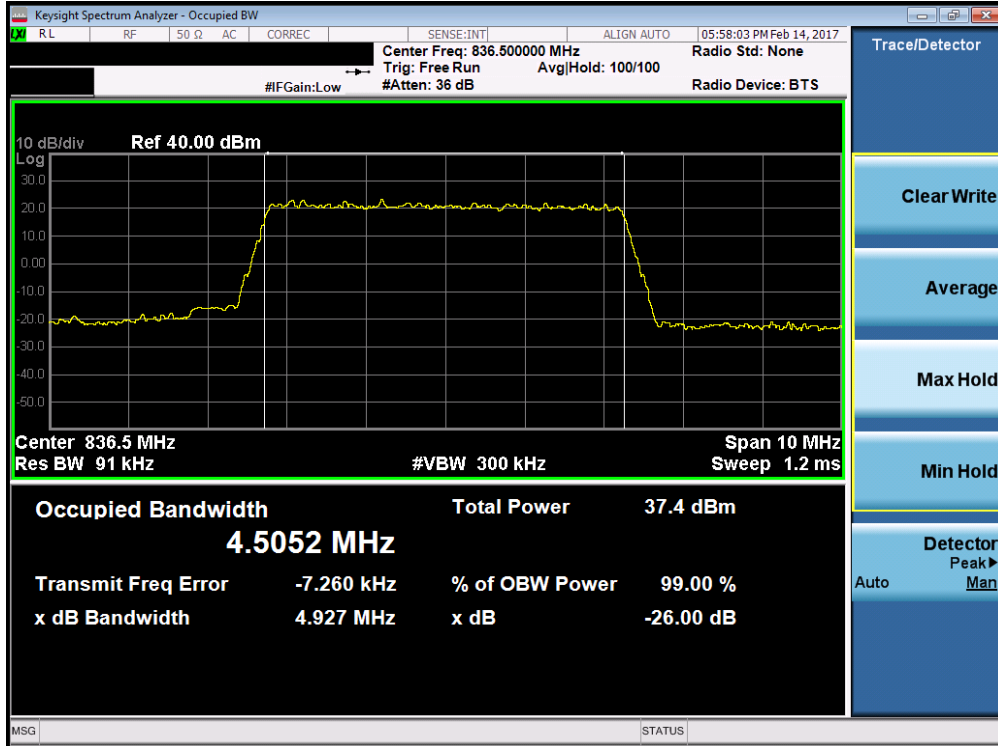 Keysight Spectrum Analyzer - Occupied BW
LXI RL RF 50 Ω AC CORREC SENSE:INT ALIGN AUTO 05:58:03 PM Feb 14, 2017
Center Freq: 836.500000 MHz Radio Std: None
Trig: Free Run Avg|Hold: 100/100
#IFGain:Low #Atten: 36 dB Radio Device: BTS
Trace/Detector
10 dB/div Ref 40.00 dBm
Log
30.0
20.0
10.0
0.00
-10.0
-20.0
-30.0
-40.0
-50.0
Center 836.5 MHz Span 10 MHz
Res BW 91 kHz #VBW 300 kHz Sweep 1.2 ms
Occupied Bandwidth Total Power 37.4 dBm
4.5052 MHz
Transmit Freq Error -7.260 kHz % of OBW Power 99.00 %
x dB Bandwidth 4.927 MHz x dB -26.00 dB
Clear Write
Average
Max Hold
Min Hold
Detector
Peak▶
Auto Man
MSG STATUS